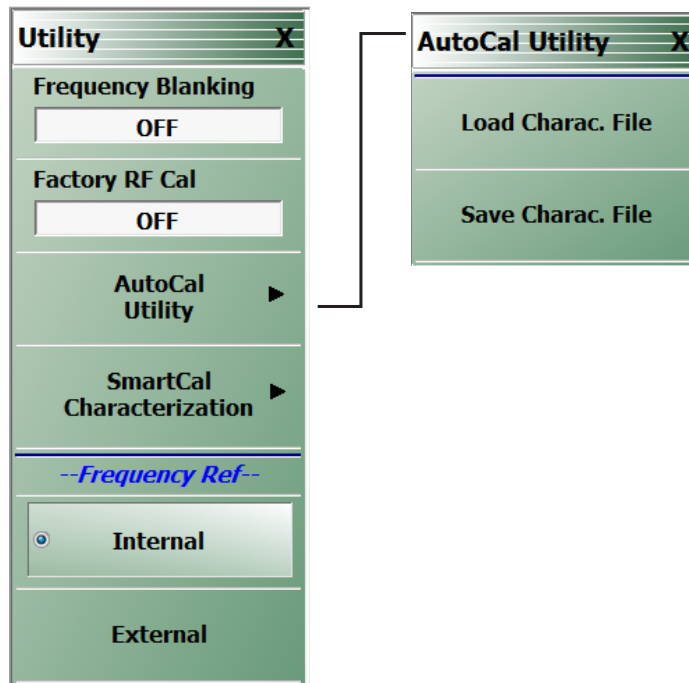 Utility X
Frequency Blanking
OFF
Factory RF Cal
OFF
AutoCal
Utility
SmartCal
Characterization
--Frequency Ref--
Internal
External
AutoCal Utility X
Load Charac. File
Save Charac. File